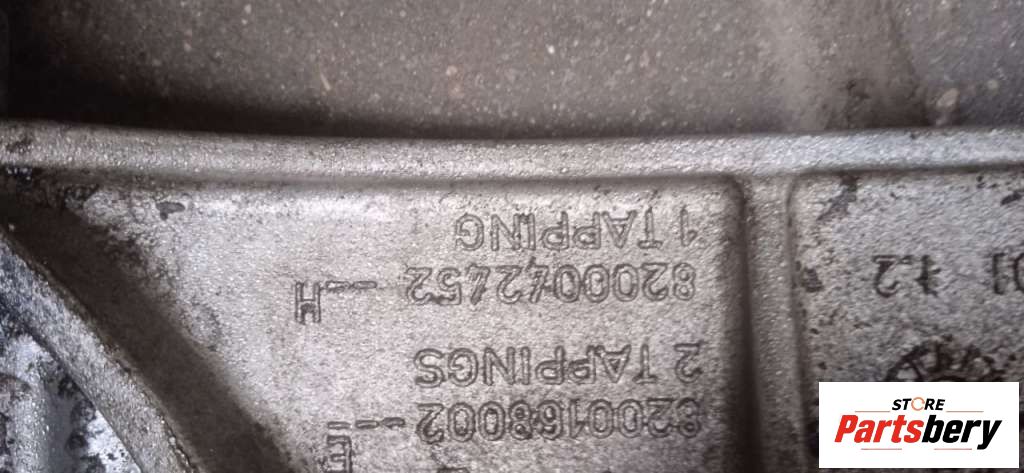 8200168002--
2 TAPPINGS
8200042452--H
1 TAPPING
STORE
Partsbery